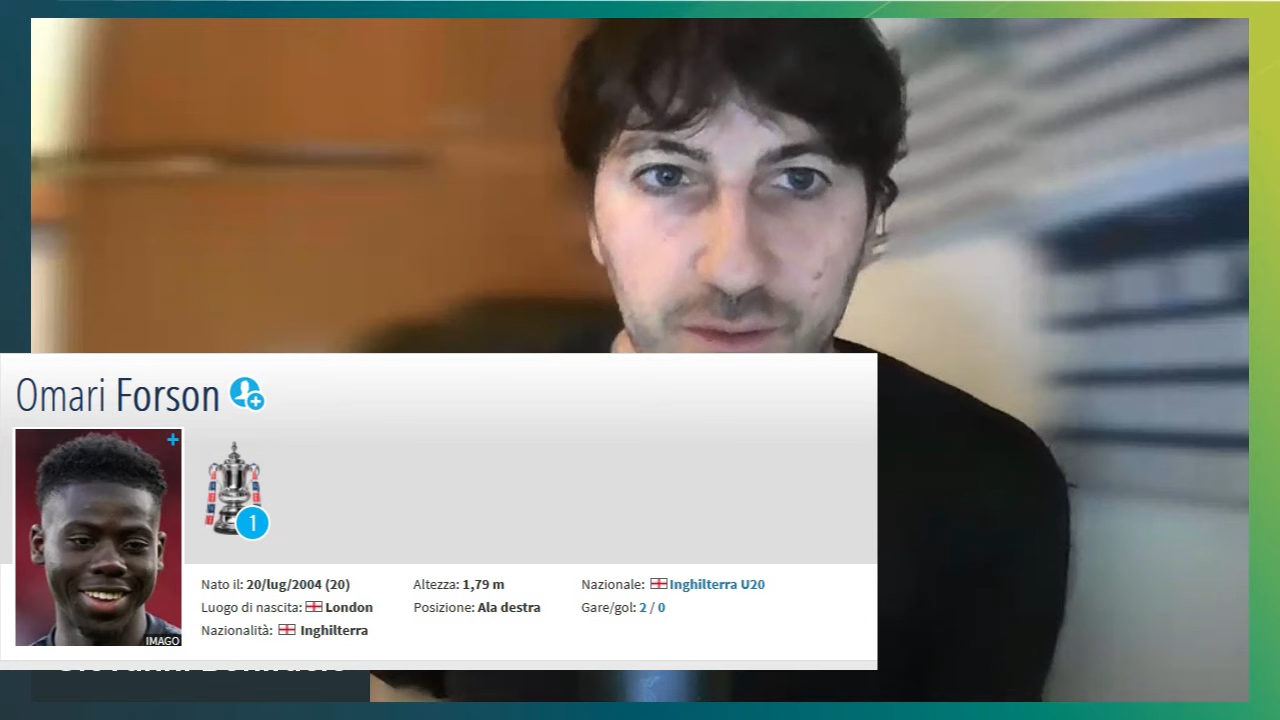 Omari Forson
1
IMAGO
Nato il: 20/lug/2004 (20)
Luogo di nascita: London
Nazionalità: Inghilterra
Altezza: 1,79 m
Posizione: Ala destra
Nazionale: Inghilterra U20
Gare/gol: 2 / 0